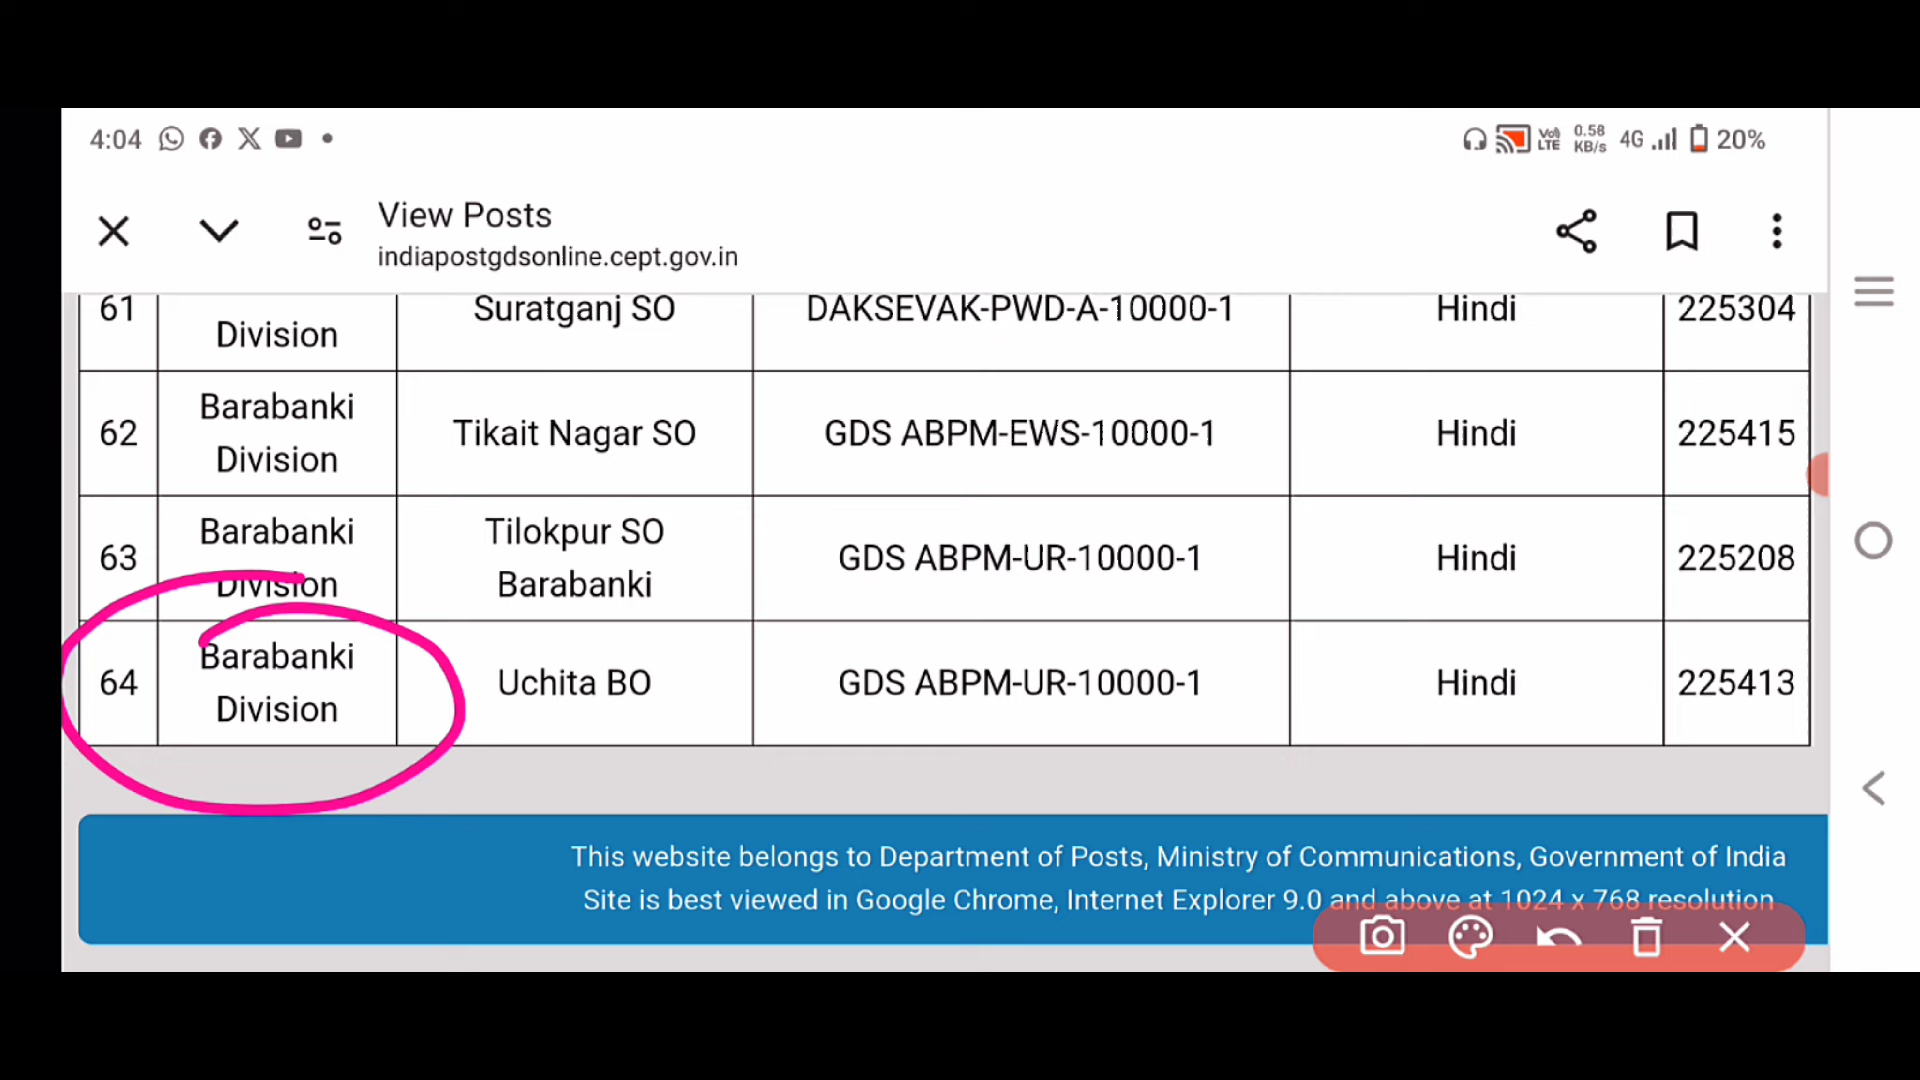 4:04
0.58 KB/s 4G 20%
VoD LTE
View Posts
indiapostgdsonline.cept.gov.in
61 Division Suratganj SO DAKSEVAK-PWD-A-10000-1 Hindi 225304
62 Barabanki Division Tikait Nagar SO GDS ABPM-EWS-10000-1 Hindi 225415
63 Barabanki Division Tilokpur SO Barabanki GDS ABPM-UR-10000-1 Hindi 225208
64 Barabanki Division Uchita BO GDS ABPM-UR-10000-1 Hindi 225413
This website belongs to Department of Posts, Ministry of Communications, Government of India
Site is best viewed in Google Chrome, Internet Explorer 9.0 and above at 1024 x 768 resolution